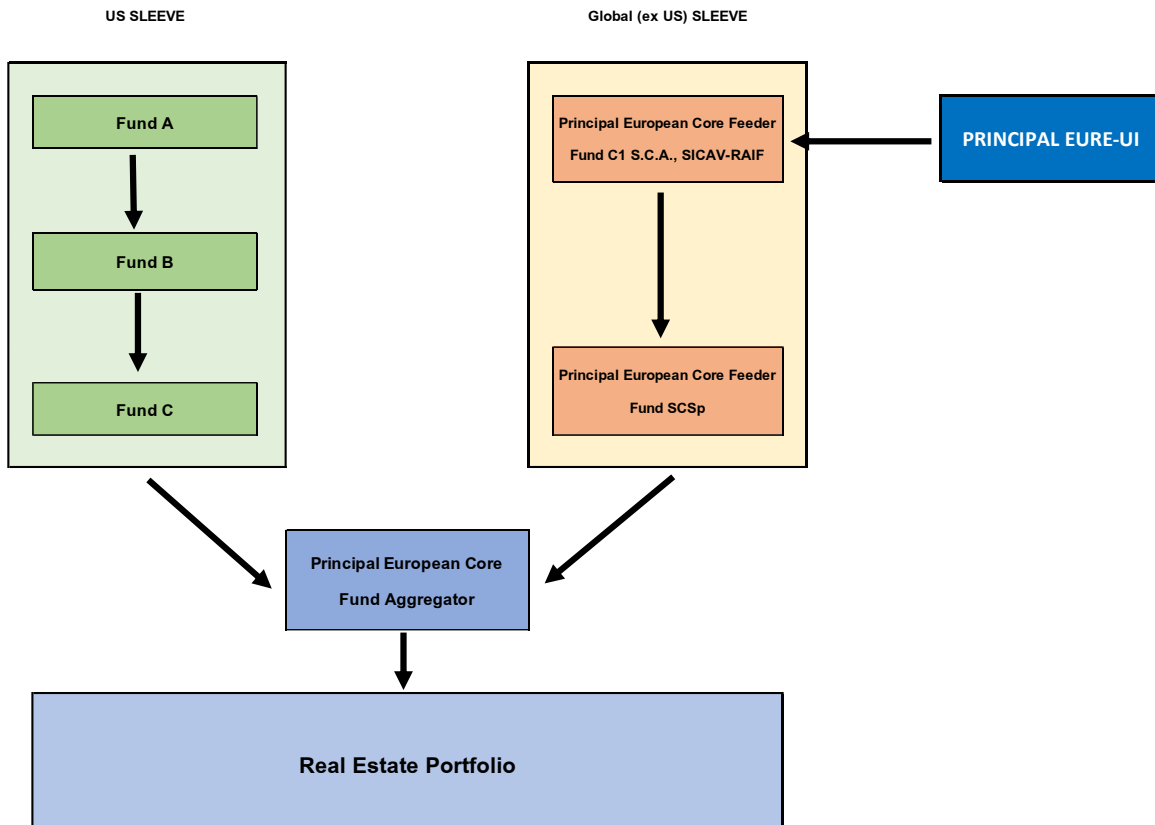 US SLEEVE
Global (ex US) SLEEVE
Fund A
Principal European Core Feeder
Fund C1 S.C.A., SICAV-RAIF
PRINCIPAL EURE-UI
Fund B
Principal European Core Feeder
Fund SCSp
Fund C
Principal European Core
Fund Aggregator
Real Estate Portfolio